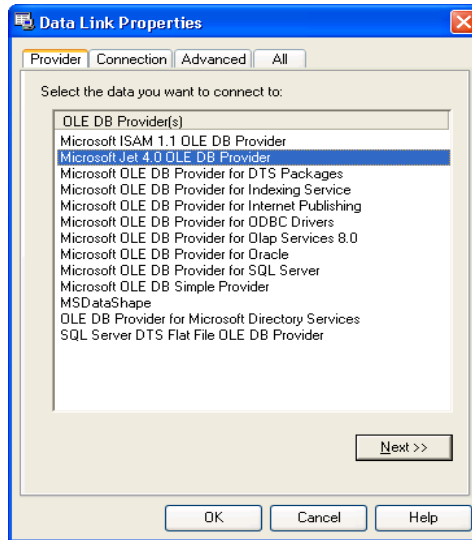 Data Link Properties
Provider Connection Advanced All
Select the data you want to connect to:
OLE DB Provider(s)
Microsoft ISAM 1.1 OLE DB Provider
Microsoft Jet 4.0 OLE DB Provider
Microsoft OLE DB Provider for DTS Packages
Microsoft OLE DB Provider for Indexing Service
Microsoft OLE DB Provider for Internet Publishing
Microsoft OLE DB Provider for ODBC Drivers
Microsoft OLE DB Provider for Olap Services 8.0
Microsoft OLE DB Provider for Oracle
Microsoft OLE DB Provider for SQL Server
Microsoft OLE DB Simple Provider
MSDataShape
OLE DB Provider for Microsoft Directory Services
SQL Server DTS Flat File OLE DB Provider
Next >>
OK Cancel Help